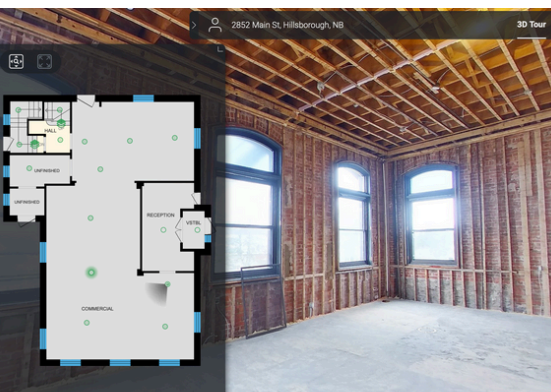 2852 Main St, Hillsborough, NB
3D Tour
HALL
UNFINISHED
UNFINISHED
RECEPTION
VSTBL
COMMERCIAL